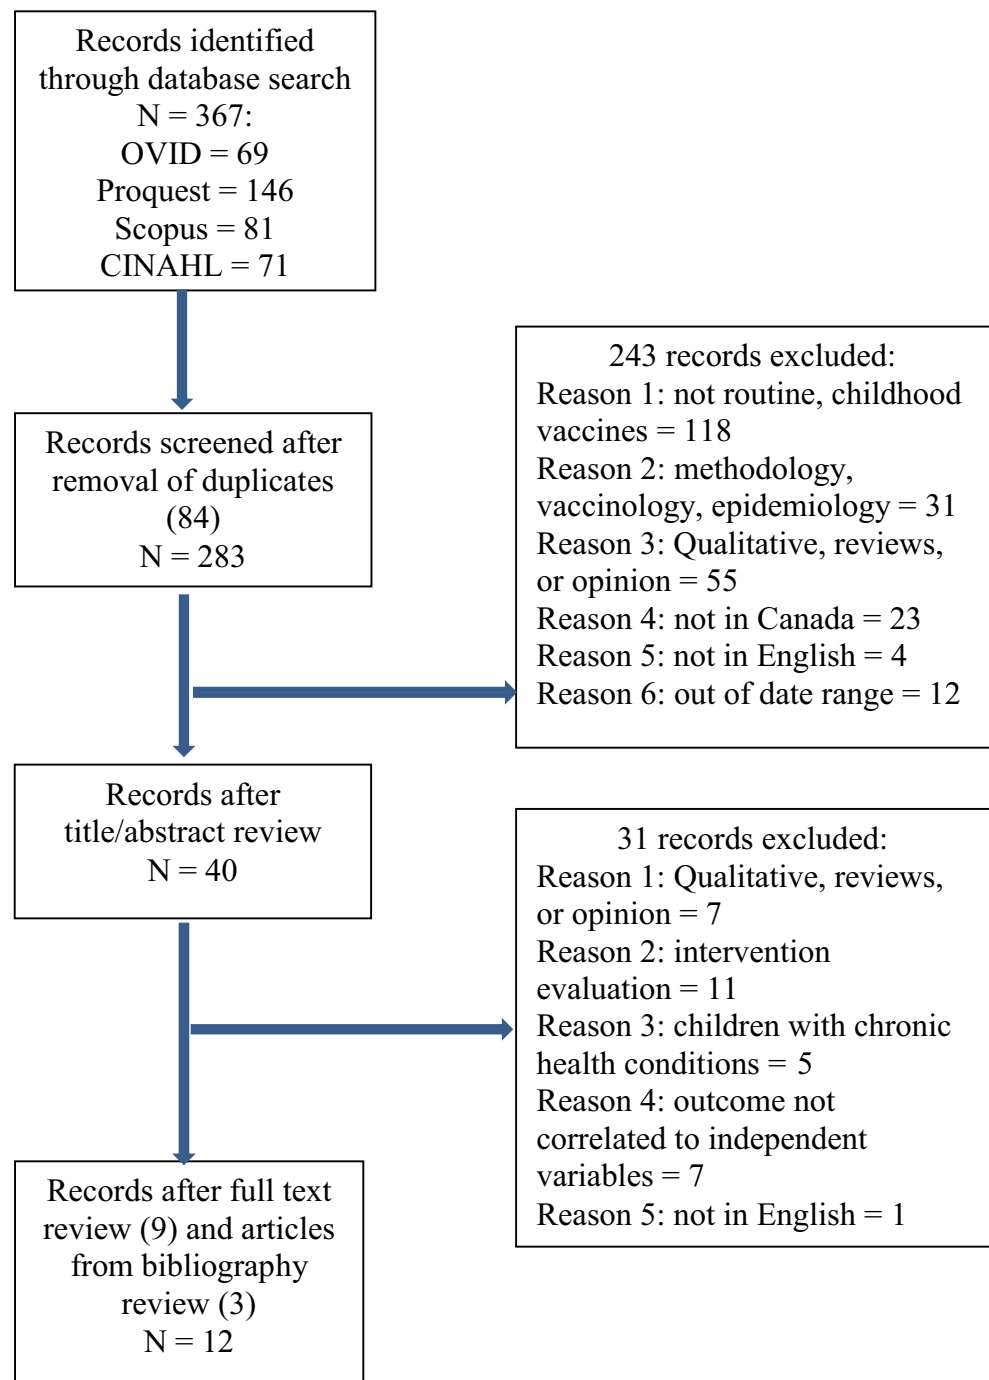 Records identified
through database search
N = 367:
OVID = 69
Proquest = 146
Scopus = 81
CINAHL = 71
243 records excluded:
Reason 1: not routine, childhood
vaccines = 118
Reason 2: methodology,
vaccinology, epidemiology = 31
Reason 3: Qualitative, reviews,
or opinion = 55
Reason 4: not in Canada = 23
Reason 5: not in English = 4
Reason 6: out of date range = 12
Records screened after
removal of duplicates
(84)
N = 283
Records after
title/abstract review
N = 40
31 records excluded:
Reason 1: Qualitative, reviews,
or opinion = 7
Reason 2: intervention
evaluation = 11
Reason 3: children with chronic
health conditions = 5
Reason 4: outcome not
correlated to independent
variables = 7
Reason 5: not in English = 1
Records after full text
review (9) and articles
from bibliography
review (3)
N = 12